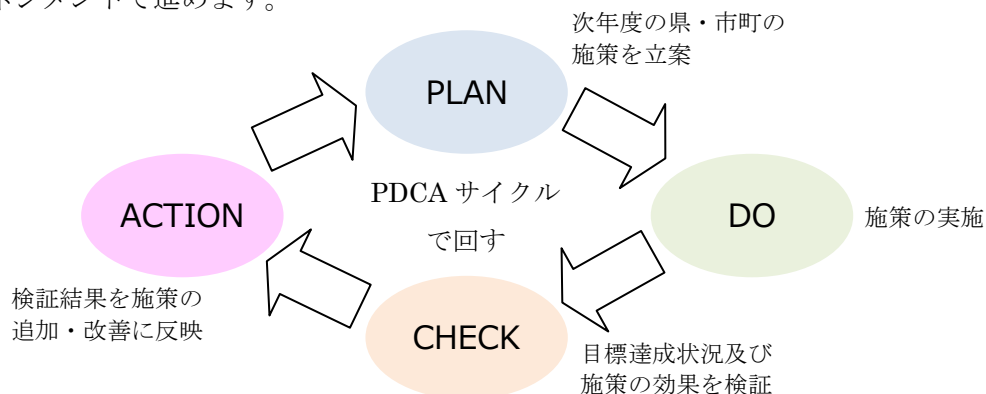 ネジメントで進めます。
次年度の県・市町の
施策を立案
PLAN
PDCA サイクル
で回す
ACTION
DO
施策の実施
検証結果を施策の
追加・改善に反映
CHECK
目標達成状況及び
施策の効果を検証